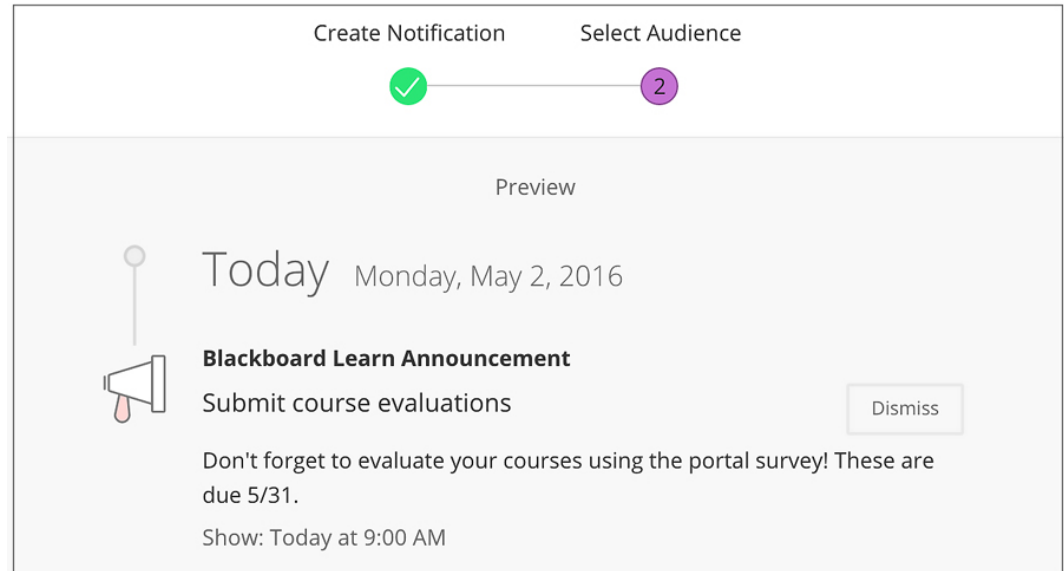 Create Notification
Select Audience
2
Preview
Today Monday, May 2, 2016
Blackboard Learn Announcement
Submit course evaluations
Dismiss
Don't forget to evaluate your courses using the portal survey! These are
due 5/31.
Show: Today at 9:00 AM